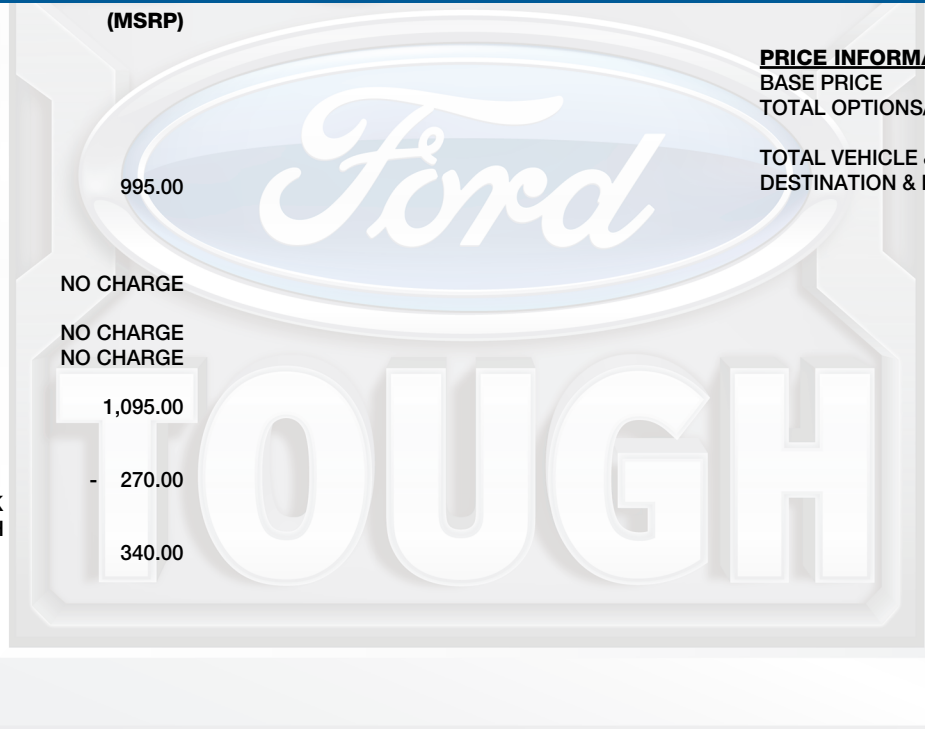 (MSRP)
995.00
NO CHARGE
NO CHARGE
NO CHARGE
1,095.00
- 270.00
340.00
PRICE INFORMA
BASE PRICE
TOTAL OPTIONS
TOTAL VEHICLE
DESTINATION &
Ford
TOUGH